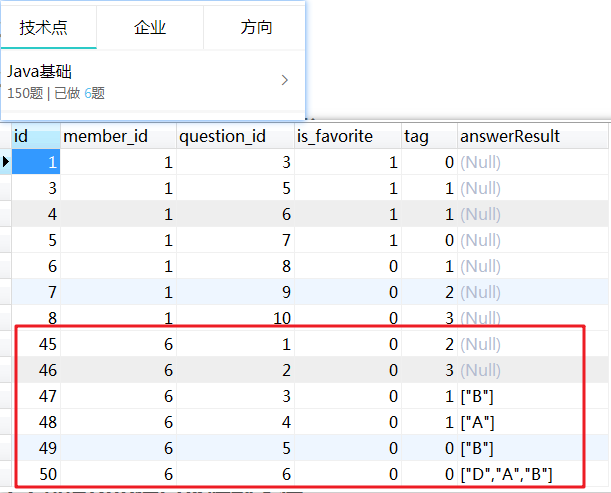 技术点 企业 方向
Java基础
150题 | 已做 6题
id member_id question_id is_favorite tag answerResult
1 1 3 1 0 (Null)
3 1 5 1 1 (Null)
4 1 6 1 1 (Null)
5 1 7 1 0 (Null)
6 1 8 0 1 (Null)
7 1 9 0 2 (Null)
8 1 10 0 3 (Null)
45 6 1 0 2 (Null)
46 6 2 0 3 (Null)
47 6 3 0 1 ["B"]
48 6 4 0 1 ["A"]
49 6 5 0 0 ["B"]
50 6 6 0 0 ["D","A","B"]